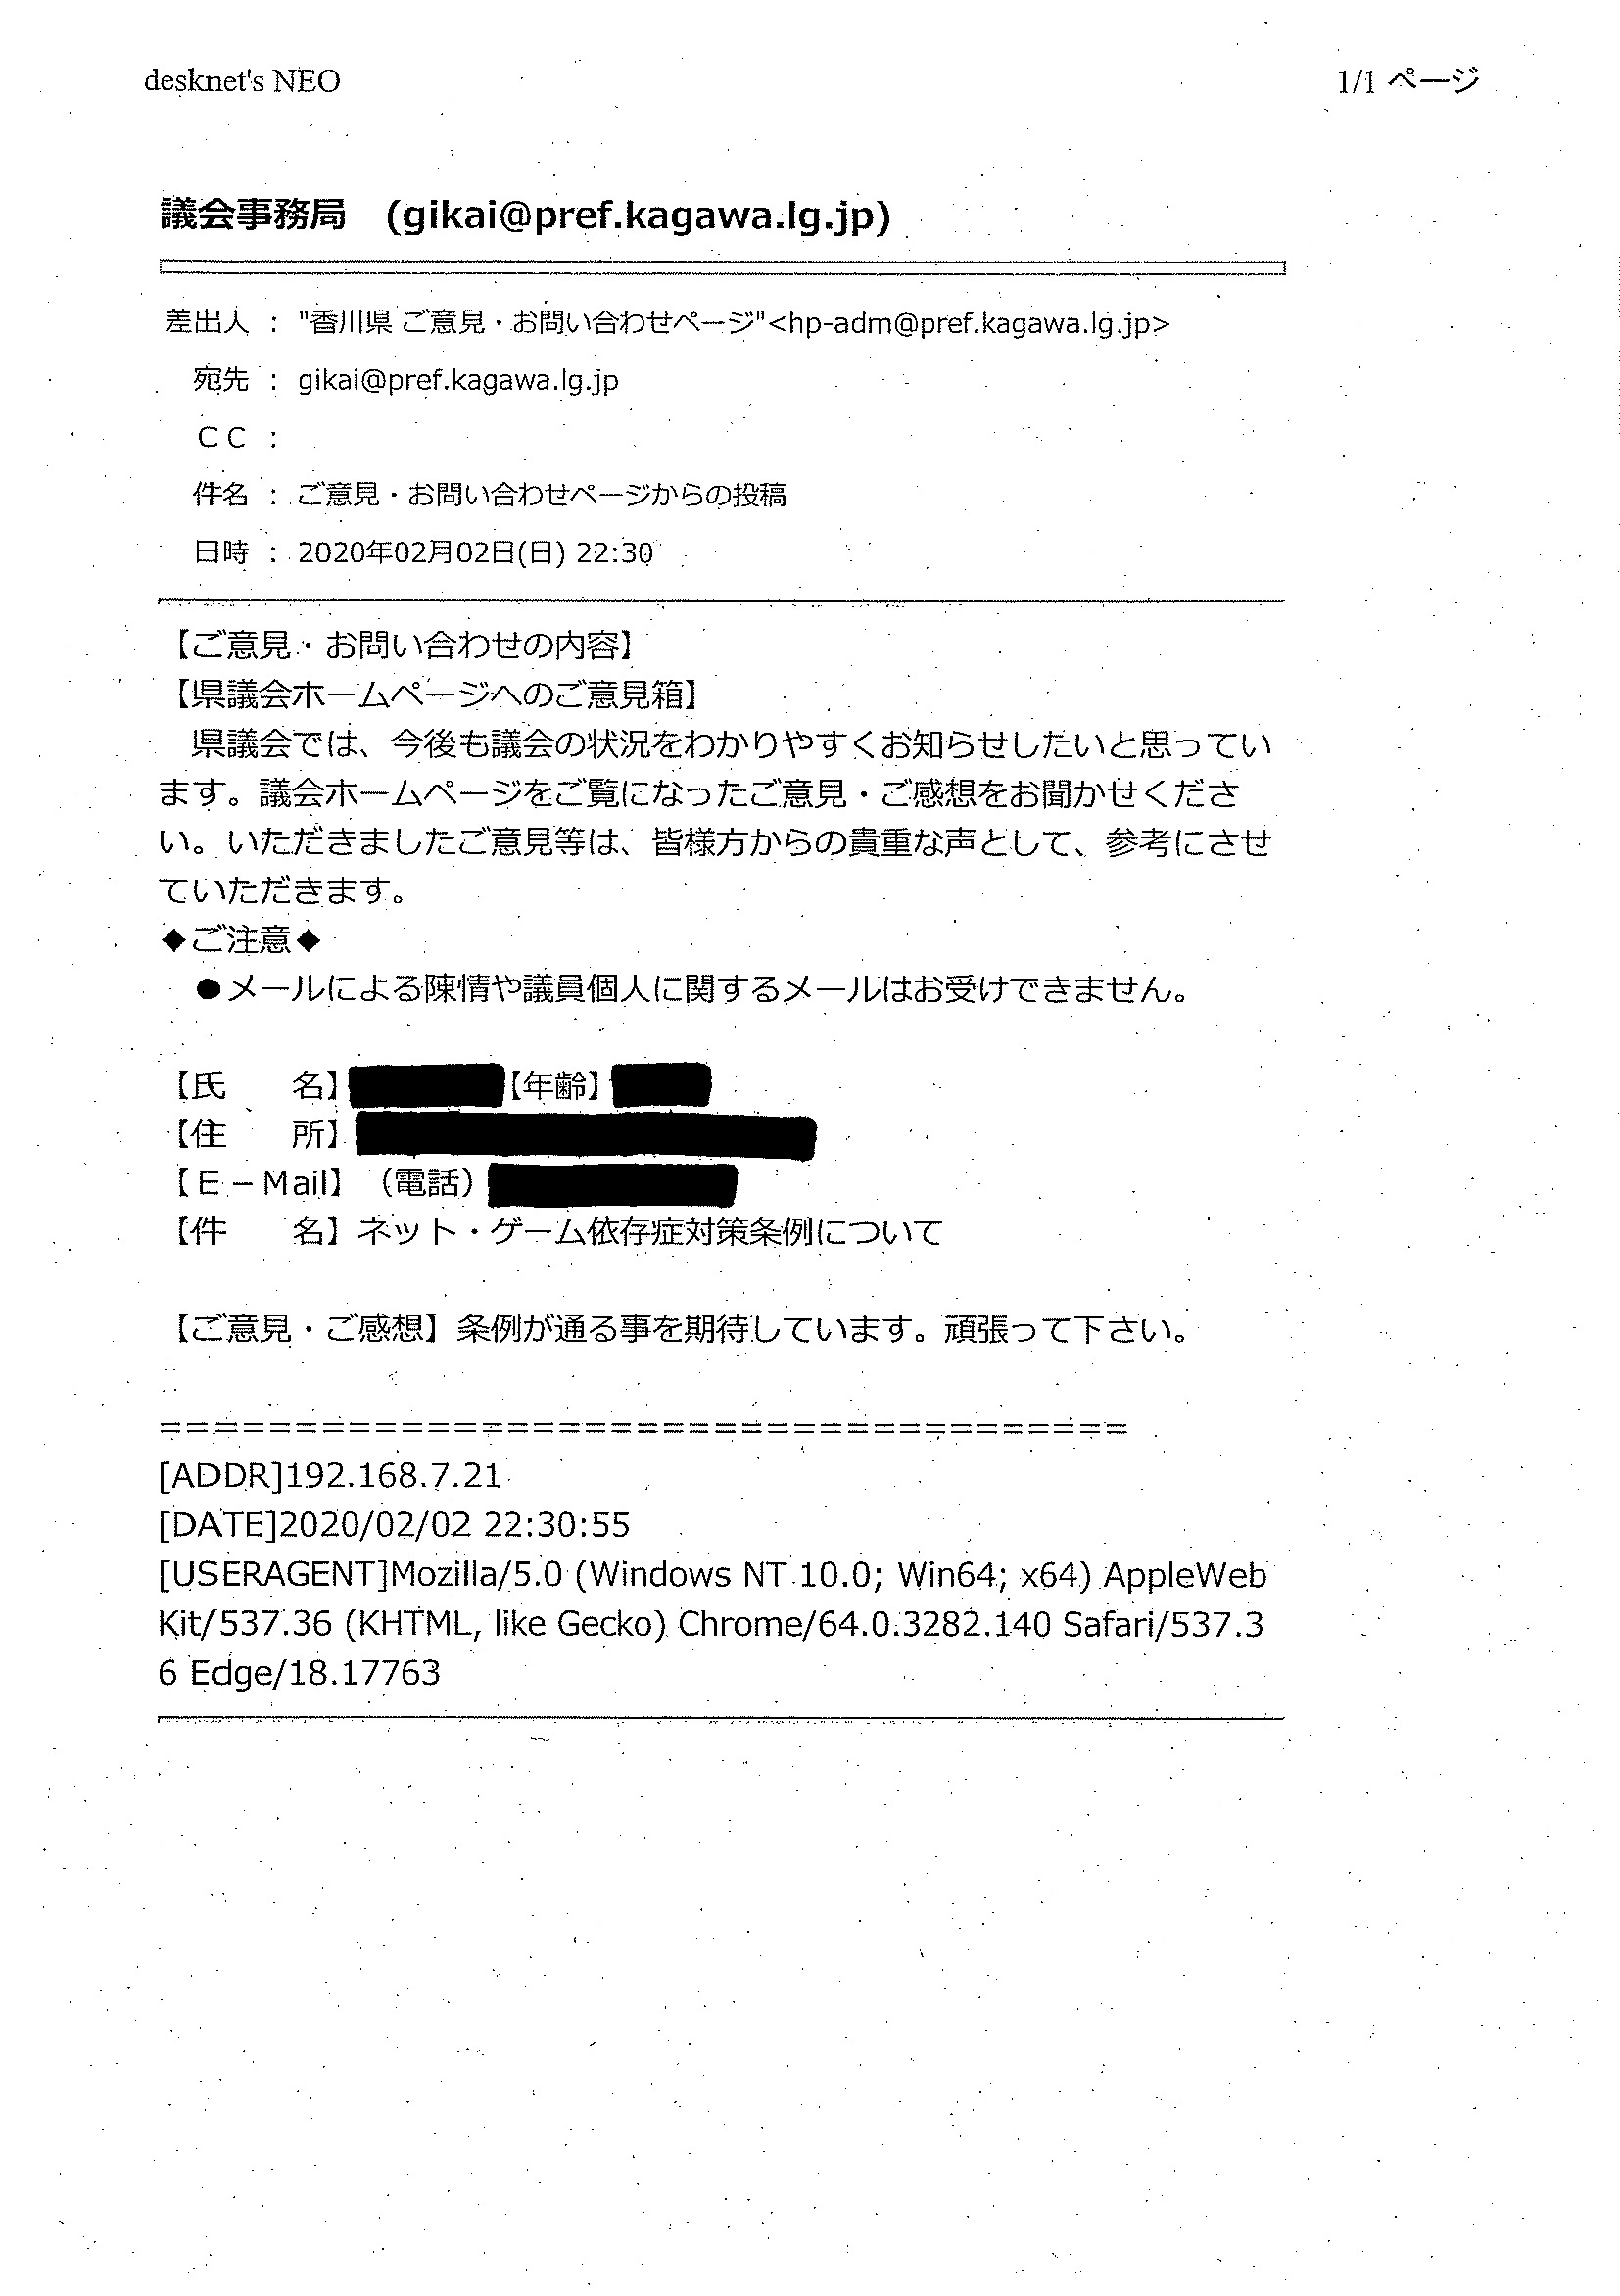 desknet's NEO
1/1 ページ
議会事務局　(gikai@pref.kagawa.lg.jp)
差出人 ： "香川県 ご意見・お問い合わせページ"<hp-adm@pref.kagawa.lg.jp>
宛先 ： gikai@pref.kagawa.lg.jp
ＣＣ ：
件名 ： ご意見・お問い合わせページからの投稿
日時 ： 2020年02月02日(日) 22:30
【ご意見・お問い合わせの内容】
【県議会ホームページへのご意見箱】
　県議会では、今後も議会の状況をわかりやすくお知らせしたいと思ってい
ます。議会ホームページをご覧になったご意見・ご感想をお聞かせくださ
い。いただきましたご意見等は、皆様方からの貴重な声として、参考にさせ
ていただきます。
◆ご注意◆
　●メールによる陳情や議員個人に関するメールはお受けできません。
【氏　　名】【年齢】
【住　　所】
【Ｅ－Mail】（電話）
【件　　名】ネット・ゲーム依存症対策条例について
【ご意見・ご感想】条例が通る事を期待しています。頑張って下さい。
=====================================
[ADDR]192.168.7.21
[DATE]2020/02/02 22:30:55
[USERAGENT]Mozilla/5.0 (Windows NT 10.0; Win64; x64) AppleWeb
Kit/537.36 (KHTML, like Gecko) Chrome/64.0.3282.140 Safari/537.3
6 Edge/18.17763